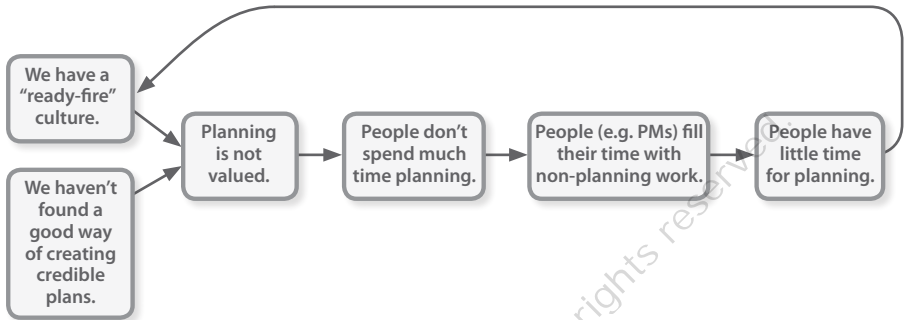 We have a
“ready-fire”
culture.
We haven’t
found a
good way
of creating
credible
plans.
Planning
is not
valued.
People don’t
spend much
time planning.
People (e.g. PMs) fill
their time with
non-planning work.
People have
little time
for planning.
rights reserved.